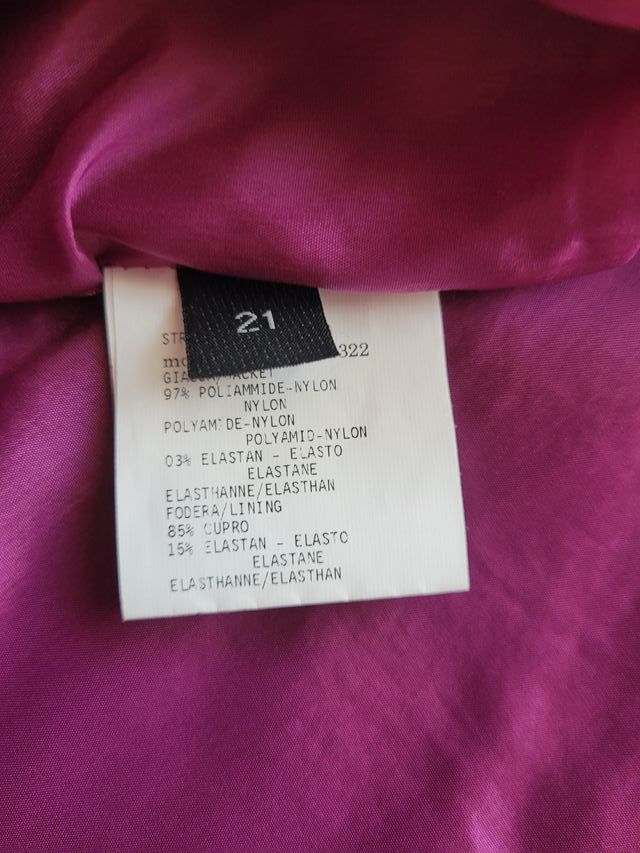 21
STR
mo 322
GIACCA/JACKET
97% POLIAMMIDE-NYLON
NYLON
POLYAMIDE-NYLON
POLYAMID-NYLON
03% ELASTAN - ELASTO
ELASTANE
ELASTHANNE/ELASTHAN
FODERA/LINING
85% CUPRO
15% ELASTAN - ELASTO
ELASTANE
ELASTHANNE/ELASTHAN